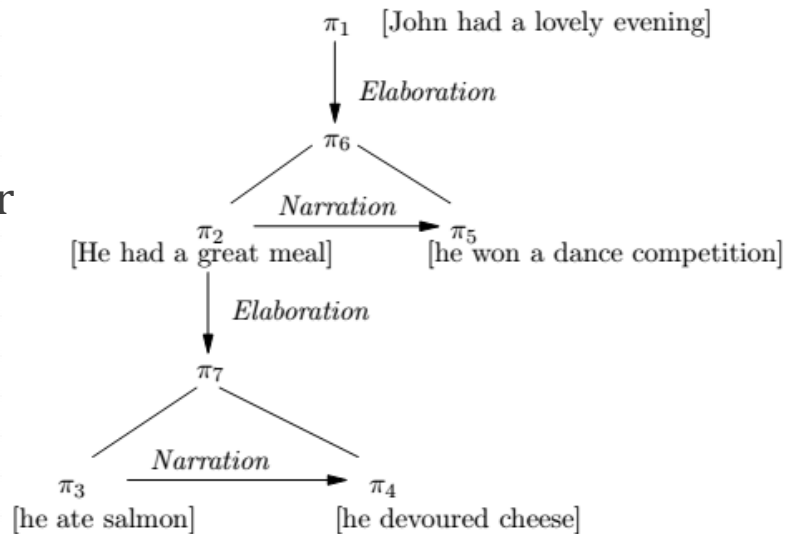 π1 [John had a lovely evening]
Elaboration
π6
r
Narration
π2 π5
[He had a great meal] [he won a dance competition]
Elaboration
π7
Narration
π3 π4
[he ate salmon] [he devoured cheese]